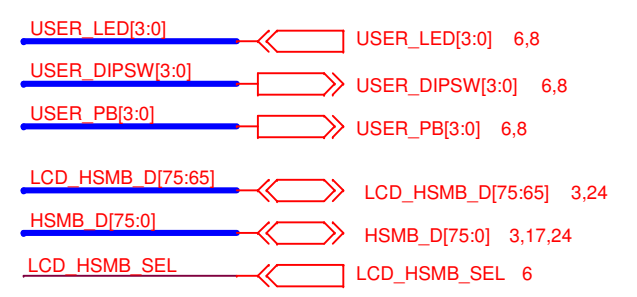 USER_LED[3:0] USER_LED[3:0] 6,8
USER_DIPSW[3:0] USER_DIPSW[3:0] 6,8
USER_PB[3:0] USER_PB[3:0] 6,8
LCD_HSMB_D[75:65] LCD_HSMB_D[75:65] 3,24
HSMB_D[75:0] HSMB_D[75:0] 3,17,24
LCD_HSMB_SEL LCD_HSMB_SEL 6